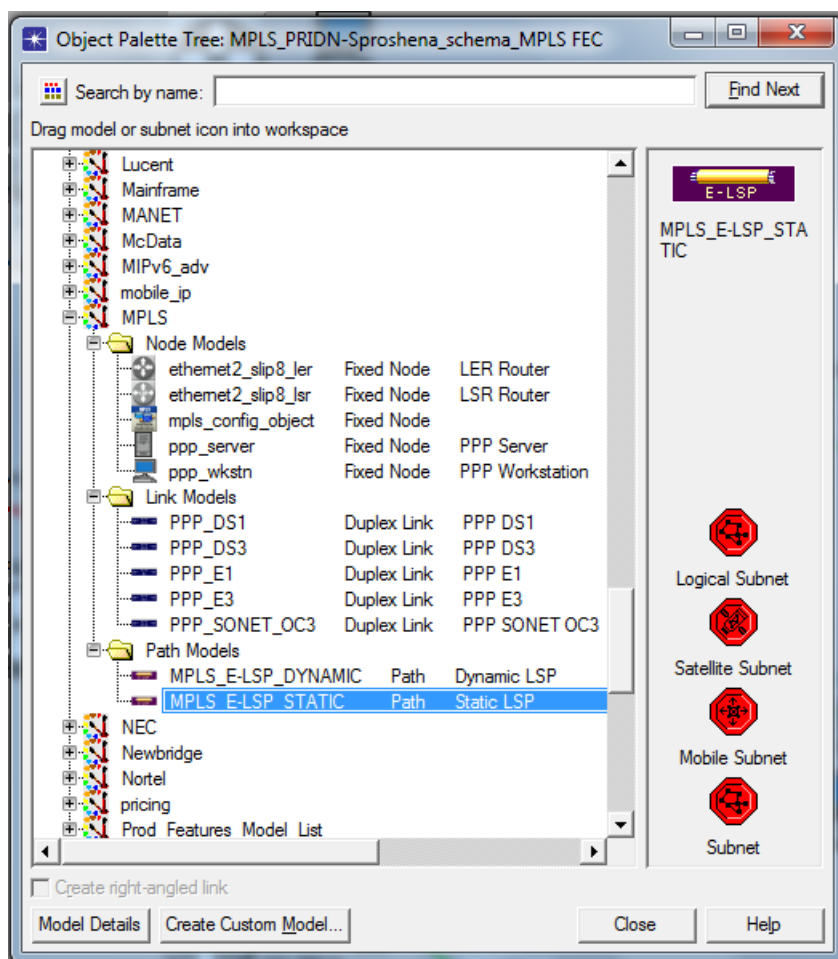 Object Palette Tree: MPLS_PRIDN-Sproshena_schema_MPLS FEC
Search by name:
Find Next
Drag model or subnet icon into workspace
Lucent
Mainframe
MANET
McData
MIPv6_adv
mobile_ip
MPLS
Node Models
ethernet2_slip8_ler Fixed Node LER Router
ethernet2_slip8_lsr Fixed Node LSR Router
mpls_config_object Fixed Node
ppp_server Fixed Node PPP Server
ppp_wkstn Fixed Node PPP Workstation
Link Models
PPP_DS1 Duplex Link PPP DS1
PPP_DS3 Duplex Link PPP DS3
PPP_E1 Duplex Link PPP E1
PPP_E3 Duplex Link PPP E3
PPP_SONET_OC3 Duplex Link PPP SONET OC3
Path Models
MPLS_E-LSP_DYNAMIC Path Dynamic LSP
MPLS_E-LSP_STATIC Path Static LSP
NEC
Newbridge
Nortel
pricing
Prod_Features_Model_List
E-LSP
MPLS_E-LSP_STA
TIC
Logical Subnet
Satellite Subnet
Mobile Subnet
Subnet
Create right-angled link
Model Details
Create Custom Model...
Close
Help